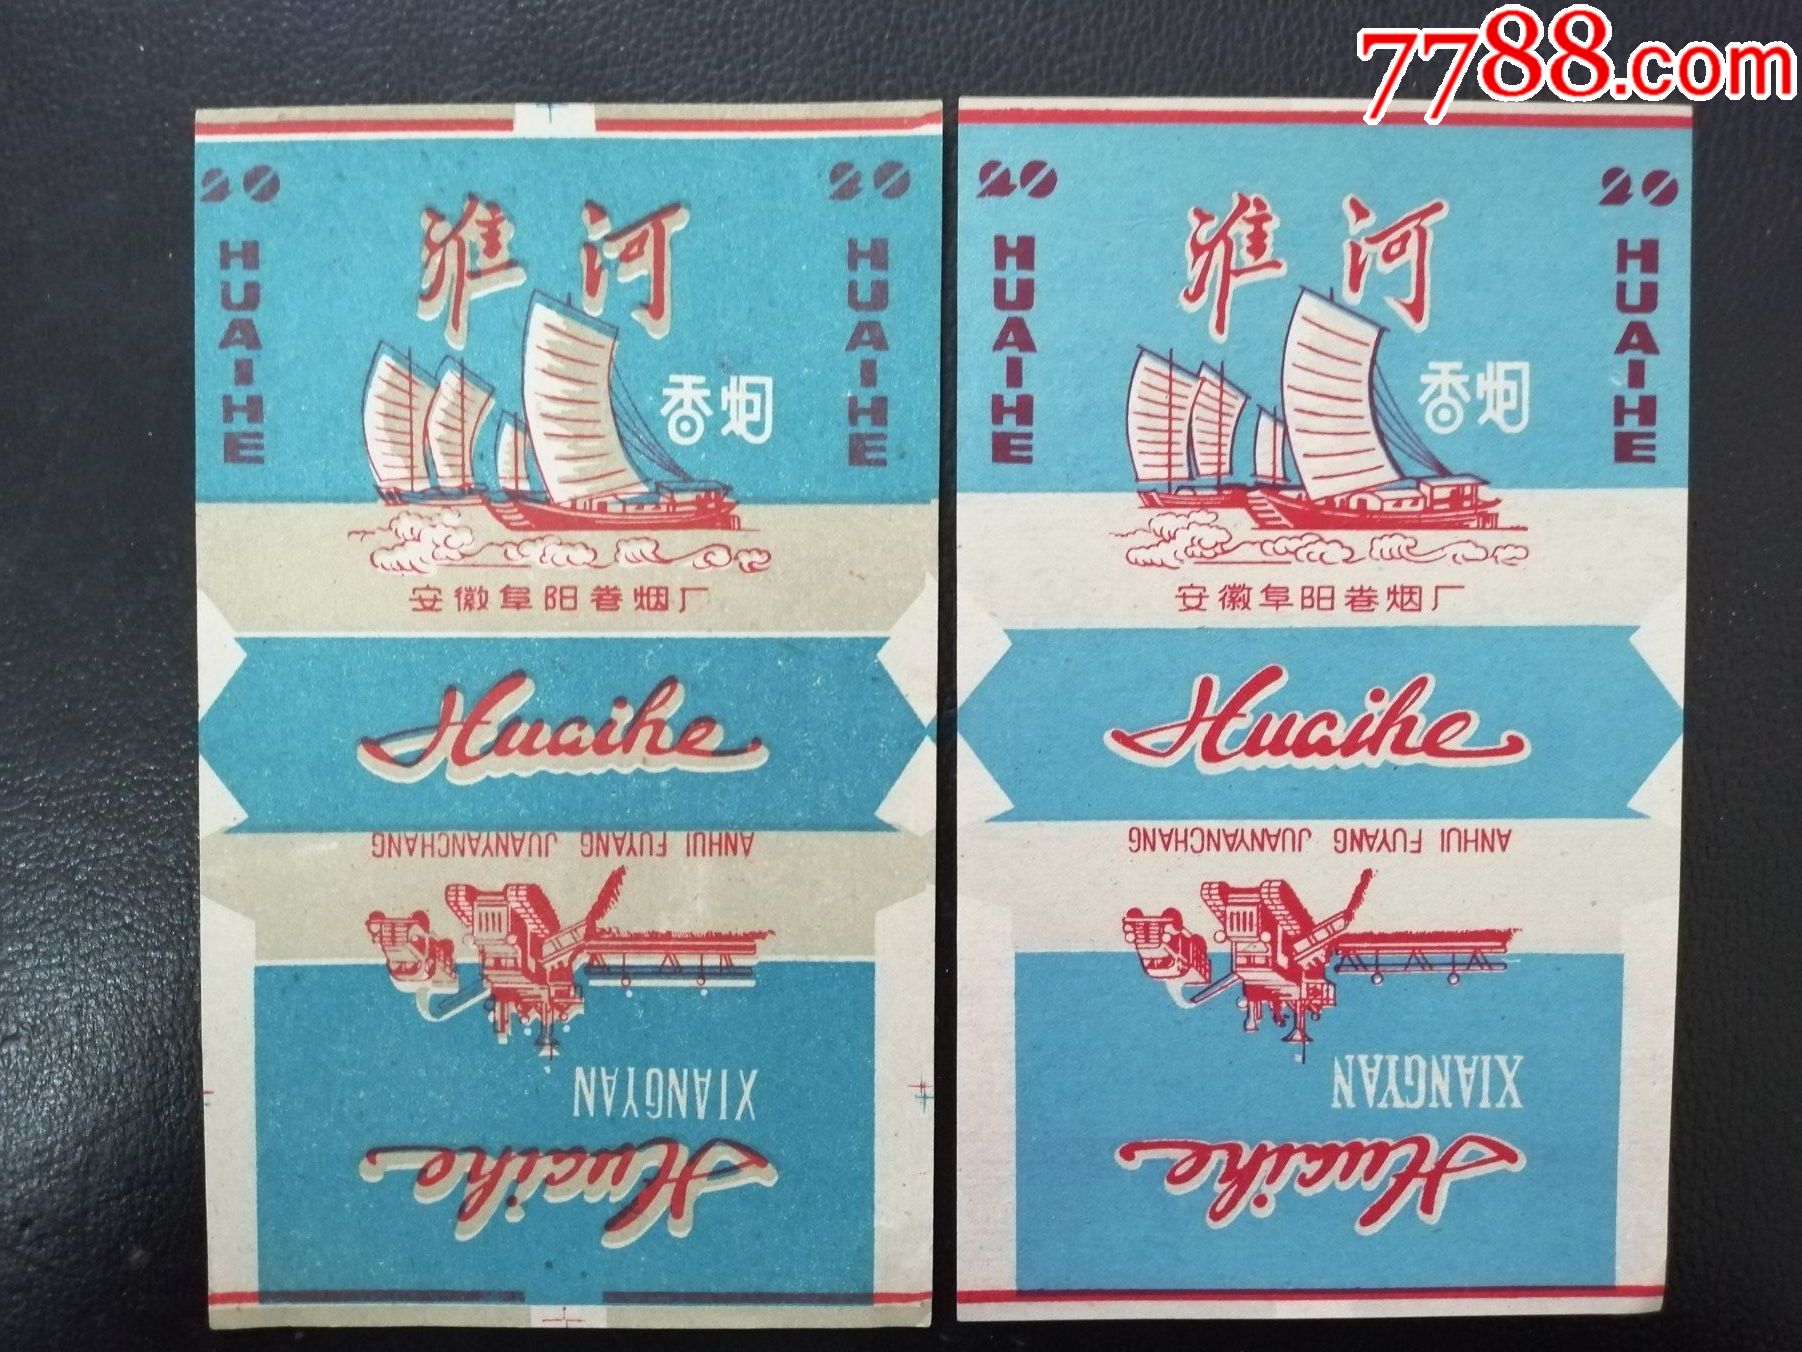 7788.com
20
20
HUAIHE
HUAIHE
淮河
香烟
安徽阜阳卷烟厂
Huaihe
ANHUI FUYANG JUANYANCHANG
XIANGYAN
Huaihe
20
20
HUAIHE
HUAIHE
淮河
香烟
安徽阜阳卷烟厂
Huaihe
ANHUI FUYANG JUANYANCHANG
XIANGYAN
Huaihe